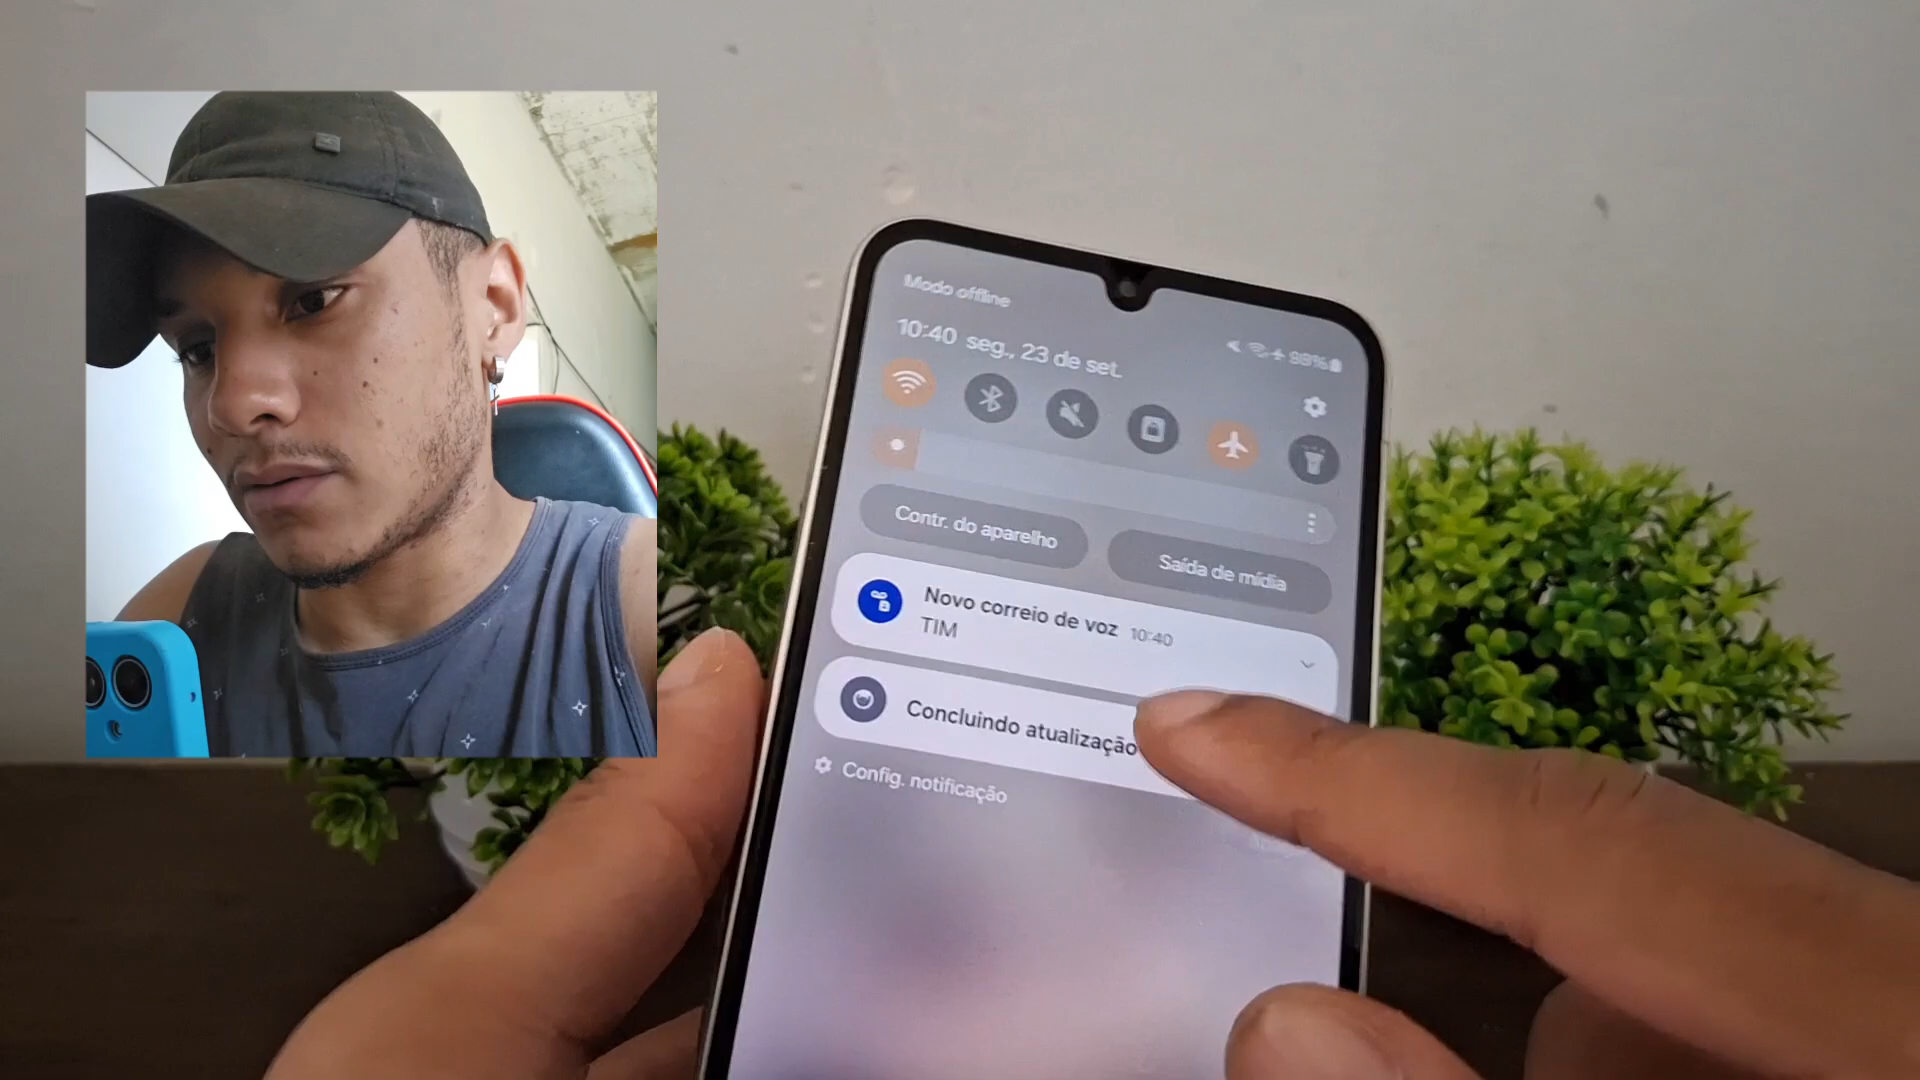 Modo offline
10:40 seg., 23 de set.
98%
Contr. do aparelho
Saída de mídia
Novo correio de voz 10:40
TIM
Concluindo atualização
Config. notificação